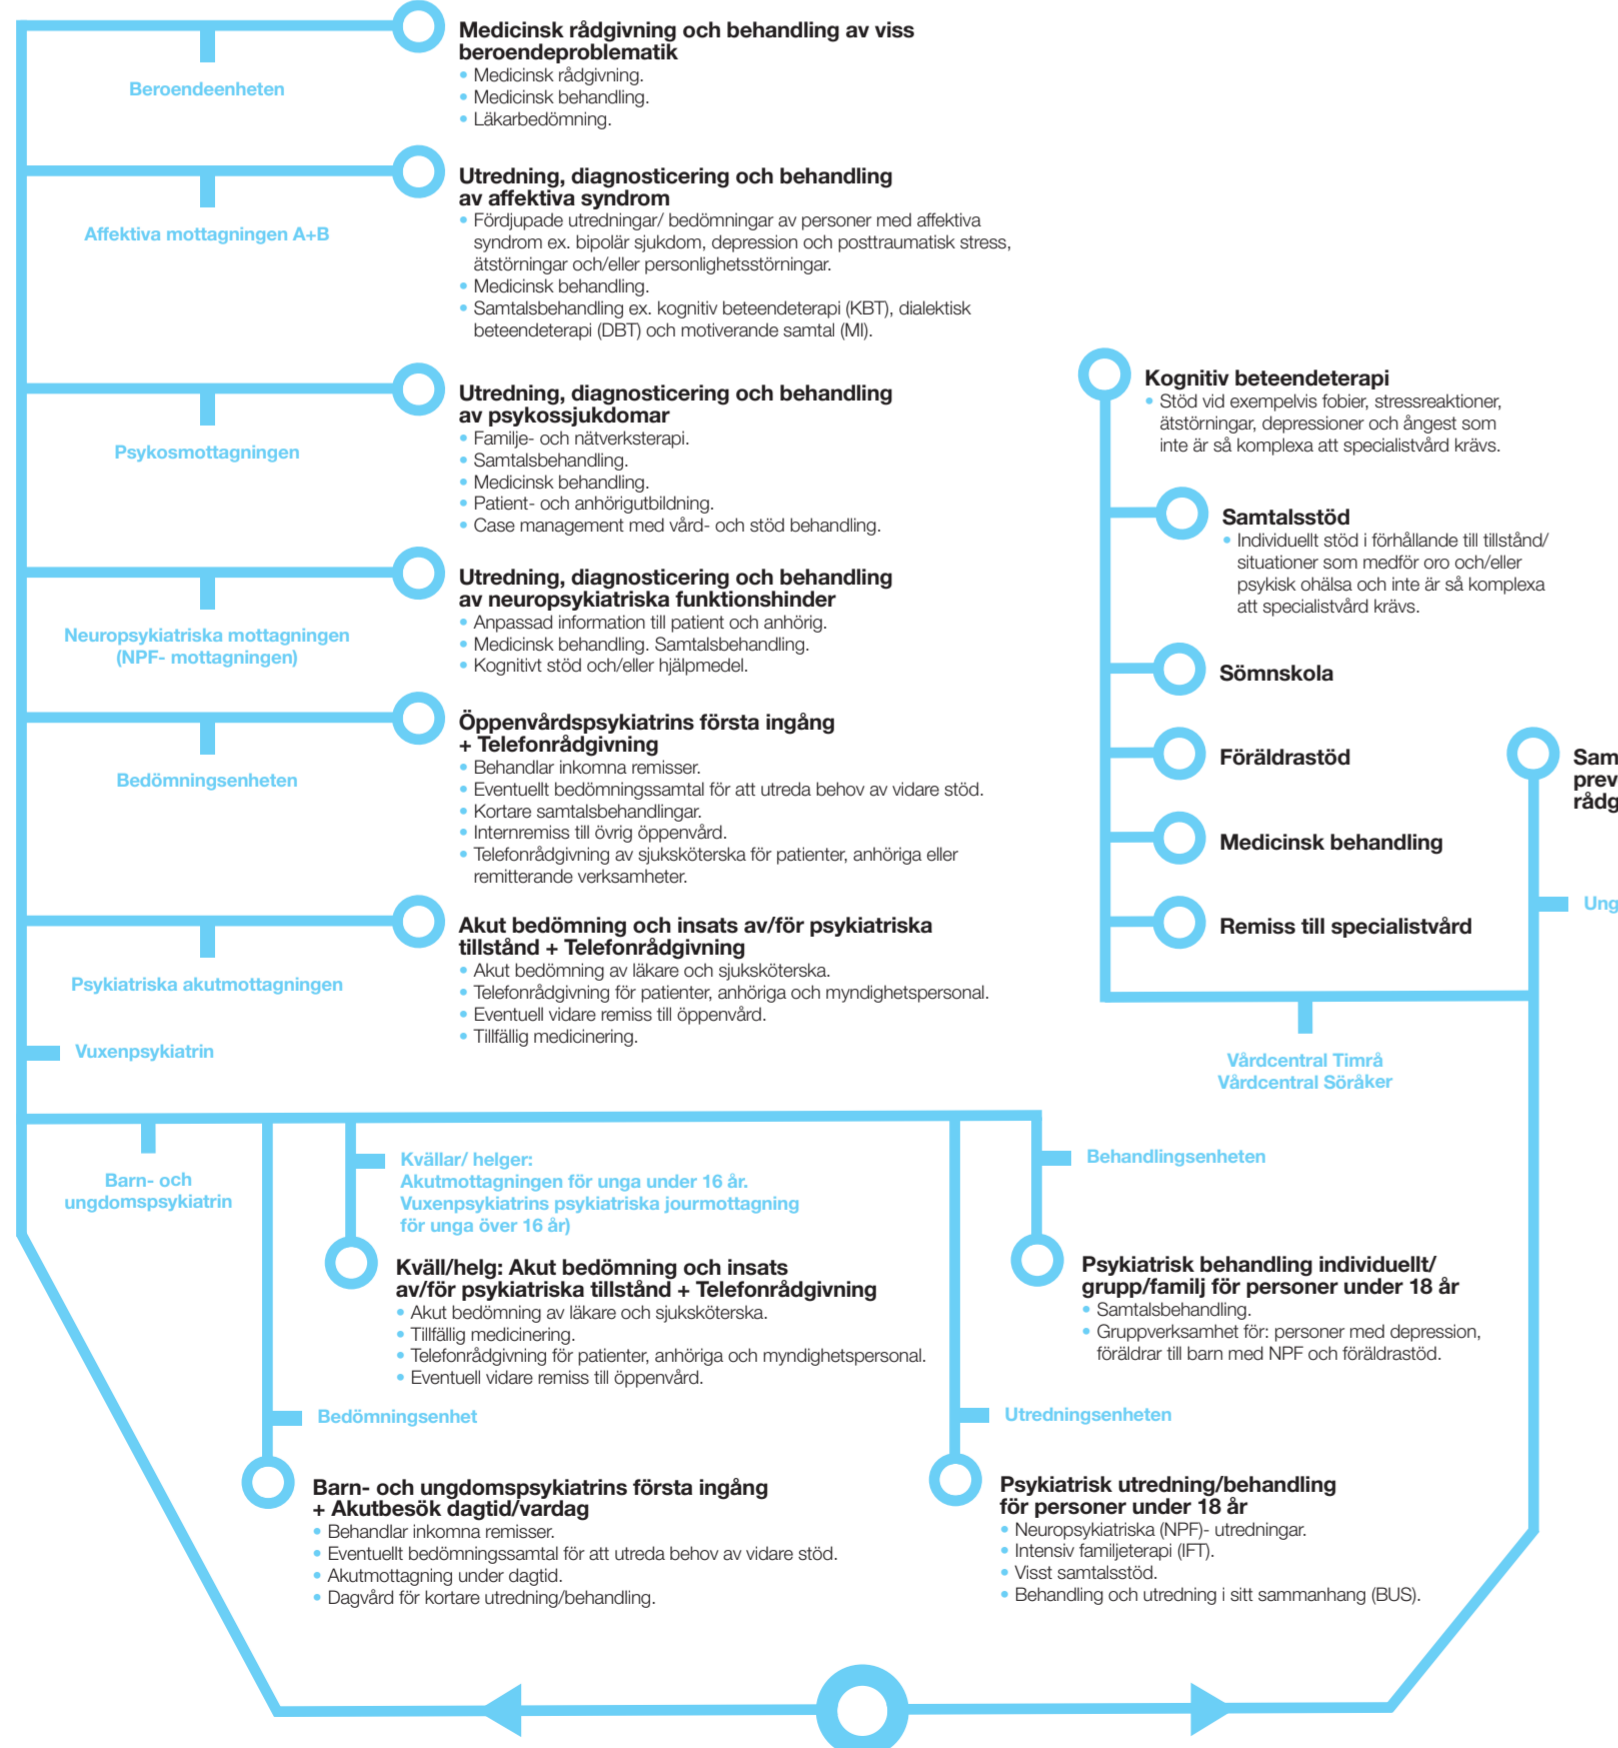 Medicinsk rådgivning och behandling av viss
beroendeproblematik
• Medicinsk rådgivning.
• Medicinsk behandling.
• Läkarbedömning.
Beroendeenheten
Utredning, diagnosticering och behandling
av affektiva syndrom
• Fördjupade utredningar/ bedömningar av personer med affektiva
syndrom ex. bipolär sjukdom, depression och posttraumatisk stress,
ätstörningar och/eller personlighetsstörningar.
• Medicinsk behandling.
• Samtalsbehandling ex. kognitiv beteendeterapi (KBT), dialektisk
beteendeterapi (DBT) och motiverande samtal (MI).
Affektiva mottagningen A+B
Utredning, diagnosticering och behandling
av psykossjukdomar
• Familje- och nätverksterapi.
• Samtalsbehandling.
• Medicinsk behandling.
• Patient- och anhörigutbildning.
• Case management med vård- och stöd behandling.
Psykosmottagningen
Utredning, diagnosticering och behandling
av neuropsykiatriska funktionshinder
• Anpassad information till patient och anhörig.
• Medicinsk behandling. Samtalsbehandling.
• Kognitivt stöd och/eller hjälpmedel.
Neuropsykiatriska mottagningen
(NPF- mottagningen)
Öppenvårdspsykiatrins första ingång
+ Telefonrådgivning
• Behandlar inkomna remisser.
• Eventuellt bedömningssamtal för att utreda behov av vidare stöd.
• Kortare samtalsbehandlingar.
• Internremiss till övrig öppenvård.
• Telefonrådgivning av sjuksköterska för patienter, anhöriga eller
remitterande verksamheter.
Bedömningsenheten
Akut bedömning och insats av/för psykiatriska
tillstånd + Telefonrådgivning
• Akut bedömning av läkare och sjuksköterska.
• Telefonrådgivning för patienter, anhöriga och myndighetspersonal.
• Eventuell vidare remiss till öppenvård.
• Tillfällig medicinering.
Psykiatriska akutmottagningen
Vuxenpsykiatrin
Kognitiv beteendeterapi
• Stöd vid exempelvis fobier, stressreaktioner,
ätstörningar, depressioner och ångest som
inte är så komplexa att specialistvård krävs.
Samtalsstöd
• Individuellt stöd i förhållande till tillstånd/
situationer som medför oro och/eller
psykisk ohälsa och inte är så komplexa
att specialistvård krävs.
Sömnskola
Föräldrastöd
Medicinsk behandling
Remiss till specialistvård
Sam
prev
rådg
Ung
Vårdcentral Timrå
Vårdcentral Söråker
Barn- och
ungdomspsykiatrin
Kvällar/ helger:
Akutmottagningen för unga under 16 år.
Vuxenpsykiatrins psykiatriska jourmottagning
för unga över 16 år)
Kväll/helg: Akut bedömning och insats
av/för psykiatriska tillstånd + Telefonrådgivning
• Akut bedömning av läkare och sjuksköterska.
• Tillfällig medicinering.
• Telefonrådgivning för patienter, anhöriga och myndighetspersonal.
• Eventuell vidare remiss till öppenvård.
Behandlingsenheten
Psykiatrisk behandling individuellt/
grupp/familj för personer under 18 år
• Samtalsbehandling.
• Gruppverksamhet för: personer med depression,
föräldrar till barn med NPF och föräldrastöd.
Bedömningsenhet
Barn- och ungdomspsykiatrins första ingång
+ Akutbesök dagtid/vardag
• Behandlar inkomna remisser.
• Eventuellt bedömningssamtal för att utreda behov av vidare stöd.
• Akutmottagning under dagtid.
• Dagvård för kortare utredning/behandling.
Utredningsenheten
Psykiatrisk utredning/behandling
för personer under 18 år
• Neuropsykiatriska (NPF)- utredningar.
• Intensiv familjeterapi (IFT).
• Visst samtalsstöd.
• Behandling och utredning i sitt sammanhang (BUS).